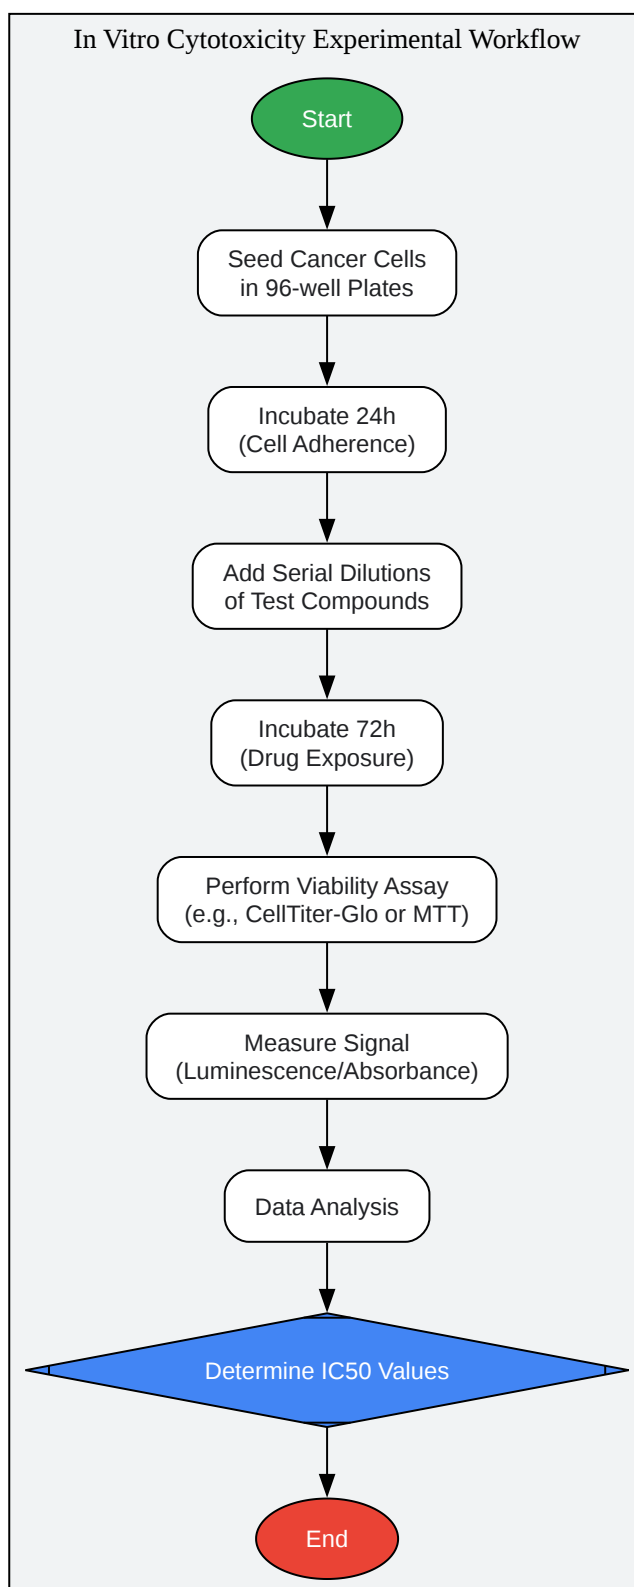 In Vitro Cytotoxicity Experimental Workflow
Start
Seed Cancer Cells
in 96-well Plates
Incubate 24h
(Cell Adherence)
Add Serial Dilutions
of Test Compounds
Incubate 72h
(Drug Exposure)
Perform Viability Assay
(e.g., CellTiter-Glo or MTT)
Measure Signal
(Luminescence/Absorbance)
Data Analysis
Determine IC50 Values
End